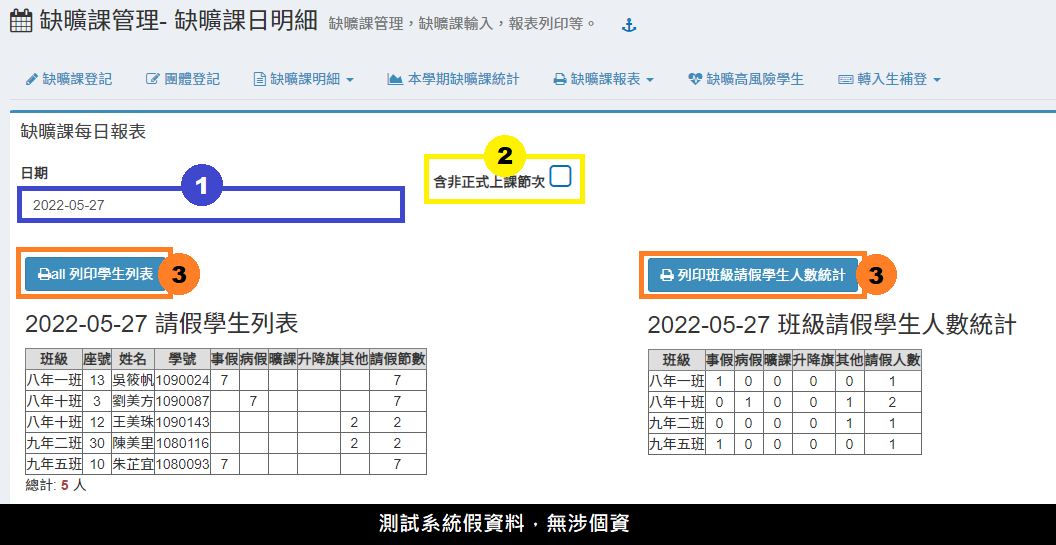 缺曠課管理- 缺曠課日明細 缺曠課管理，缺曠課輸入，報表列印等。
缺曠課登記 團體登記 缺曠課明細 本學期缺曠課統計 缺曠課報表 缺曠高風險學生 轉入生補登
缺曠課每日報表
日期
1
2022-05-27
2
含非正式上課節次
all 列印學生列表 3
2022-05-27 請假學生列表
班級 座號 姓名 學號 事假 病假 曠課 升降旗 其他 請假節數
八年一班 13 吳筱帆 1090024 7 7
八年十班 3 劉美方 1090087 7 7
八年十班 12 王美珠 1090143 2 2
九年二班 30 陳美里 1080116 2 2
九年五班 10 朱芷宜 1080093 7 7
總計: 5 人
列印班級請假學生人數統計 3
2022-05-27 班級請假學生人數統計
班級 事假 病假 曠課 升降旗 其他 請假人數
八年一班 1 0 0 0 0 1
八年十班 0 1 0 0 1 2
九年二班 0 0 0 0 1 1
九年五班 1 0 0 0 0 1
測試系統假資料，無涉個資